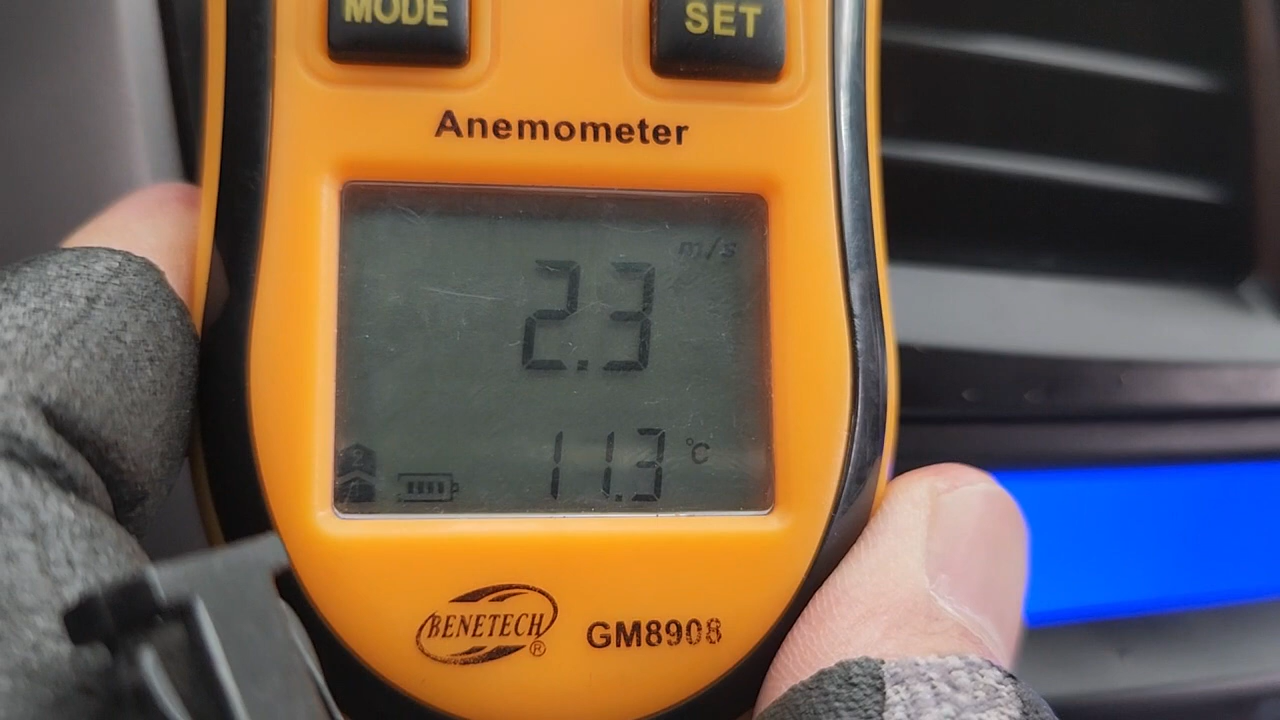 MODE SET
Anemometer
m/s
2.3
11.3 °C
BENETECH®
GM8908